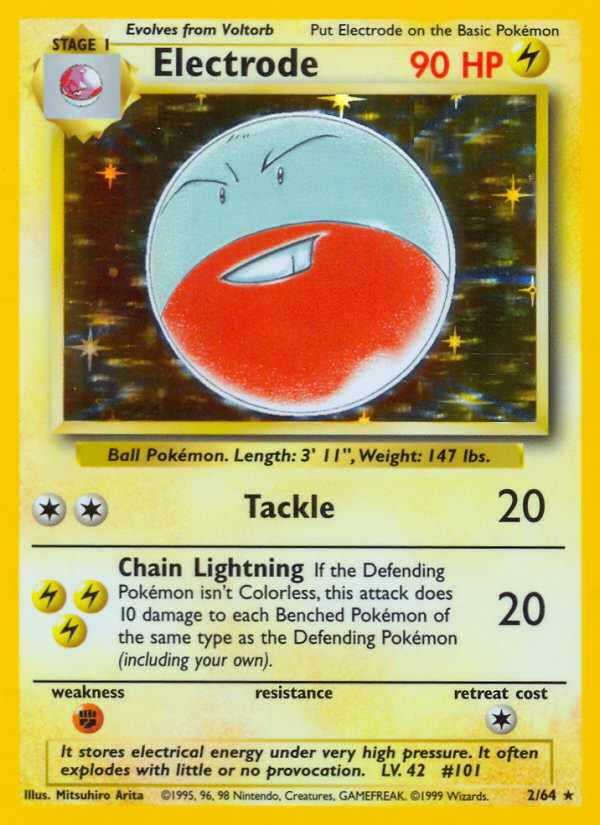 Evolves from Voltorb Put Electrode on the Basic Pokémon
STAGE 1
Electrode 90 HP
Ball Pokémon. Length: 3' 11", Weight: 147 lbs.
Tackle 20
Chain Lightning If the Defending
Pokémon isn't Colorless, this attack does
10 damage to each Benched Pokémon of
the same type as the Defending Pokémon
(including your own).
20
weakness resistance retreat cost
It stores electrical energy under very high pressure. It often
explodes with little or no provocation. LV. 42 #101
Illus. Mitsuhiro Arita ©1995, 96, 98 Nintendo, Creatures, GAMEFREAK. ©1999 Wizards. 2/64 ★